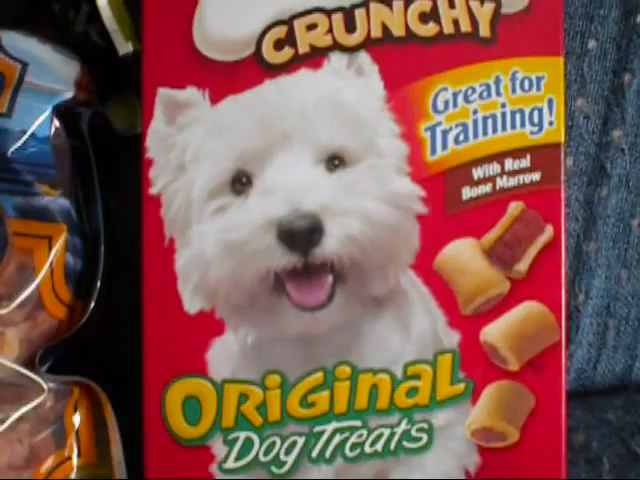 CRUNCHY
Great for
Training!
With Real
Bone Marrow
ORiGinaL
Dog Treats